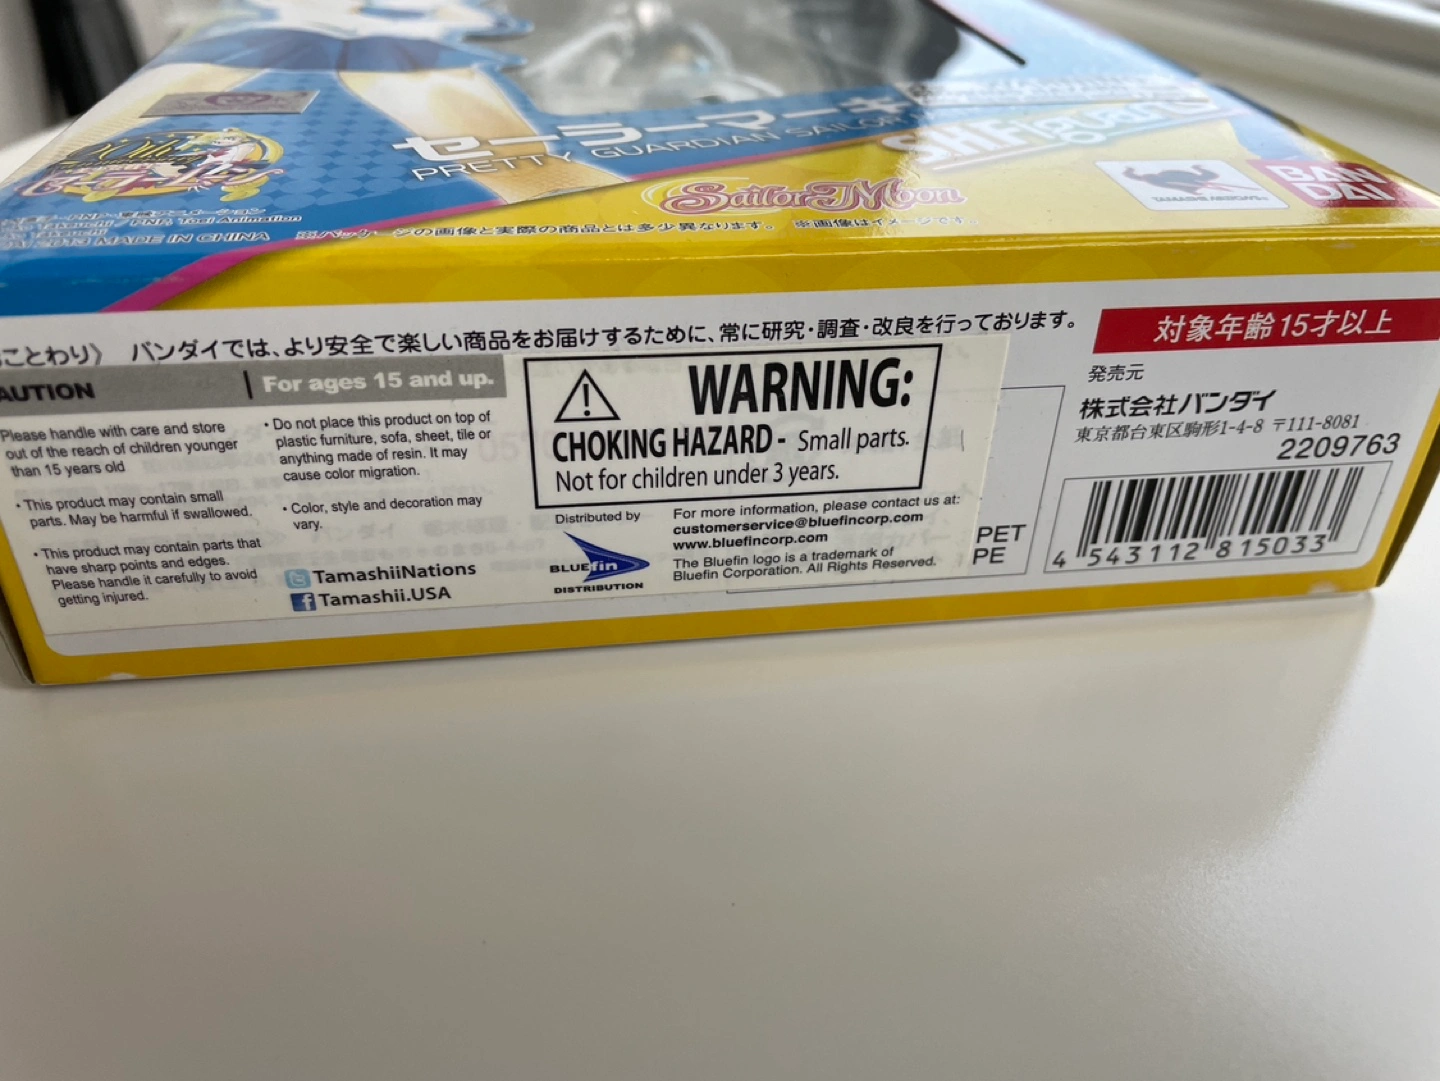 20th
セーラーマーキ
PRETTY GUARDIAN SAILOR
S.H.Figuarts
Sailor Moon
TAMASHII NATIONS
BAN
DAI
PNP, Toei Animation
2013 MADE IN CHINA
※パッケージの画像と実際の商品とは多少異なります。 ※画像はイメージです。
ことわり〉 バンダイでは、より安全で楽しい商品をお届けするために、常に研究・調査・改良を行っております。
対象年齢15才以上
発売元
株式会社バンダイ
東京都台東区駒形1-4-8 〒111-8081
2209763
4 543112 815033
PET
PE
AUTION
For ages 15 and up.
Please handle with care and store
out of the reach of children younger
than 15 years old
・This product may contain small
parts. May be harmful if swallowed.
・This product may contain parts that
have sharp points and edges.
Please handle it carefully to avoid
getting injured.
・Do not place this product on top of
plastic furniture, sofa, sheet, tile or
anything made of resin. It may
cause color migration.
・Color, style and decoration may
vary.
TamashiiNations
Tamashii.USA
WARNING:
CHOKING HAZARD - Small parts.
Not for children under 3 years.
Distributed by
BLUEfin
DISTRIBUTION
For more information, please contact us at:
customerservice@bluefincorp.com
www.bluefincorp.com
The Bluefin logo is a trademark of
Bluefin Corporation. All Rights Reserved.